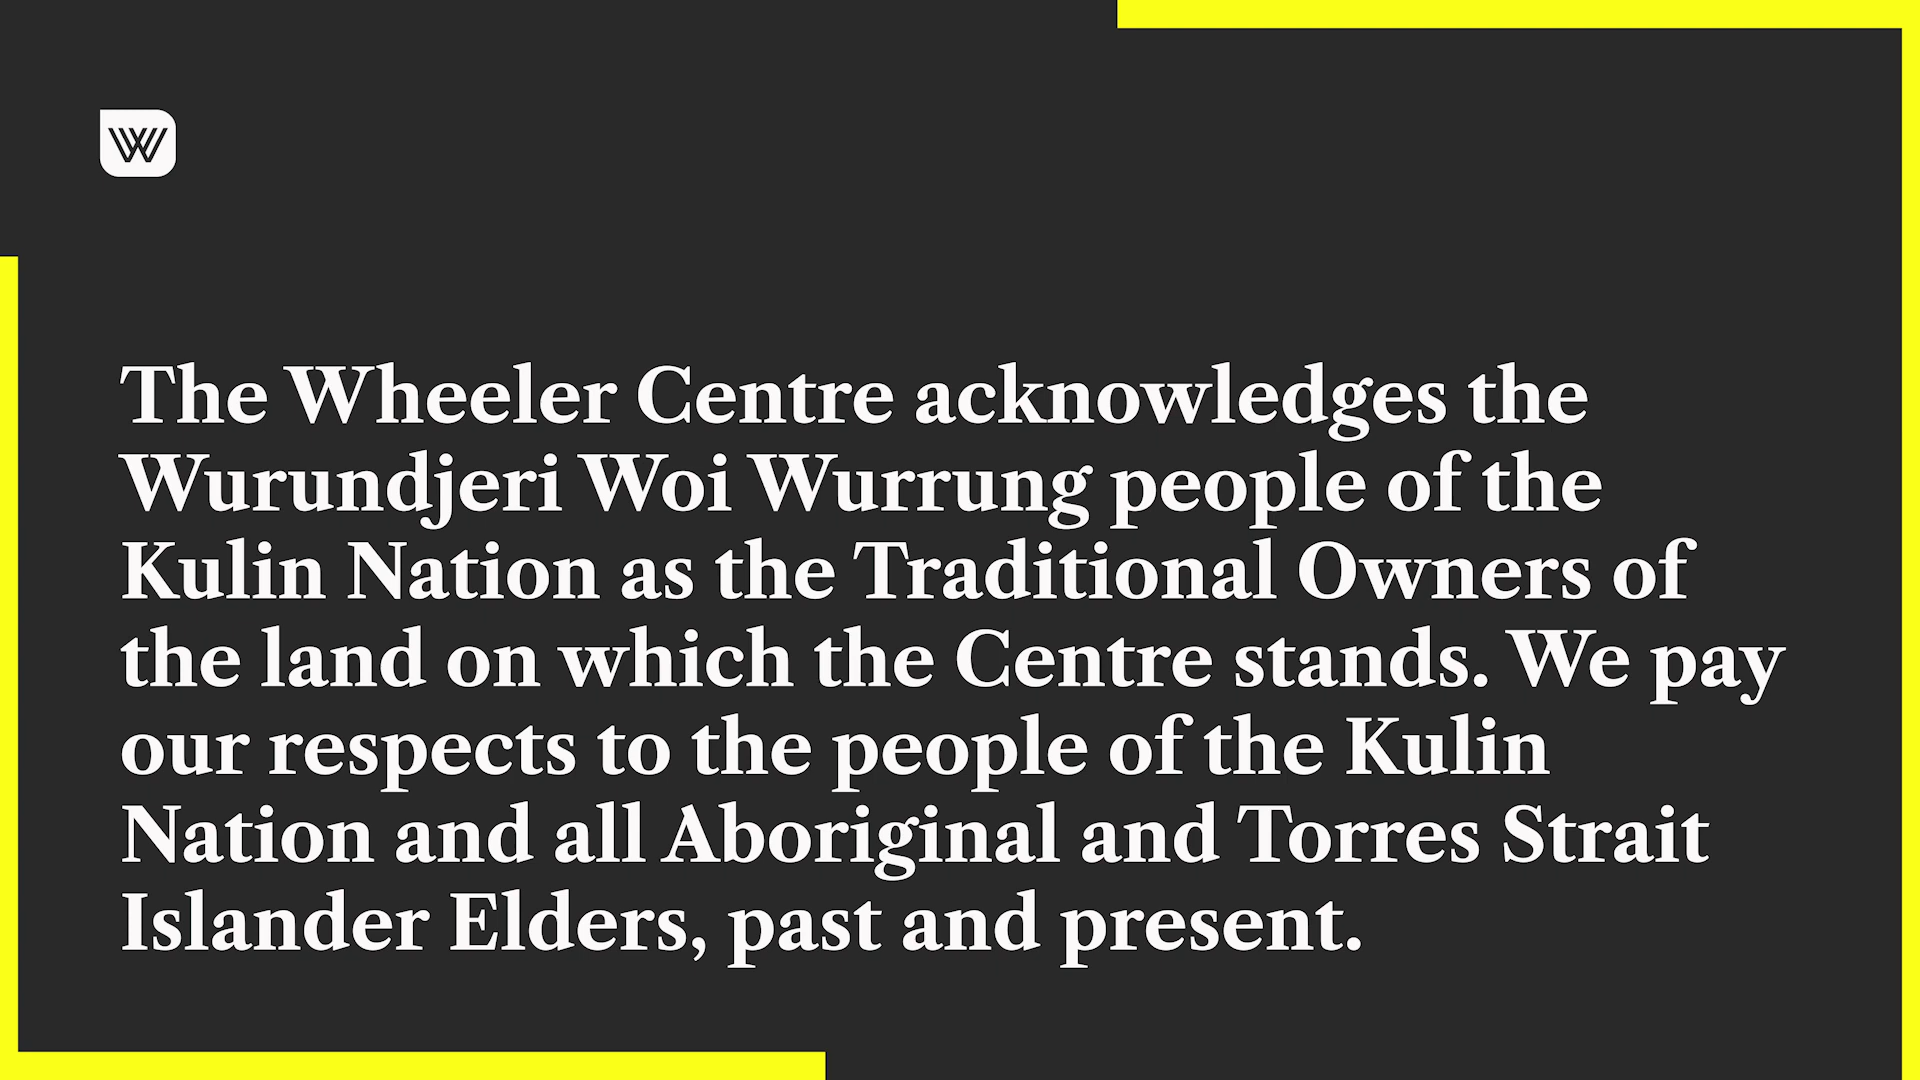 W
The Wheeler Centre acknowledges the
Wurundjeri Woi Wurrung people of the
Kulin Nation as the Traditional Owners of
the land on which the Centre stands. We pay
our respects to the people of the Kulin
Nation and all Aboriginal and Torres Strait
Islander Elders, past and present.